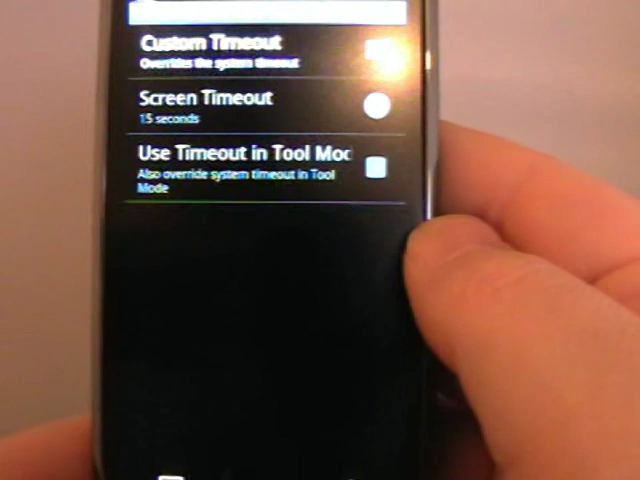 Custom Timeout
Overrides the system timeout
Screen Timeout
15 seconds
Use Timeout in Tool Moc
Also override system timeout in Tool
Mode